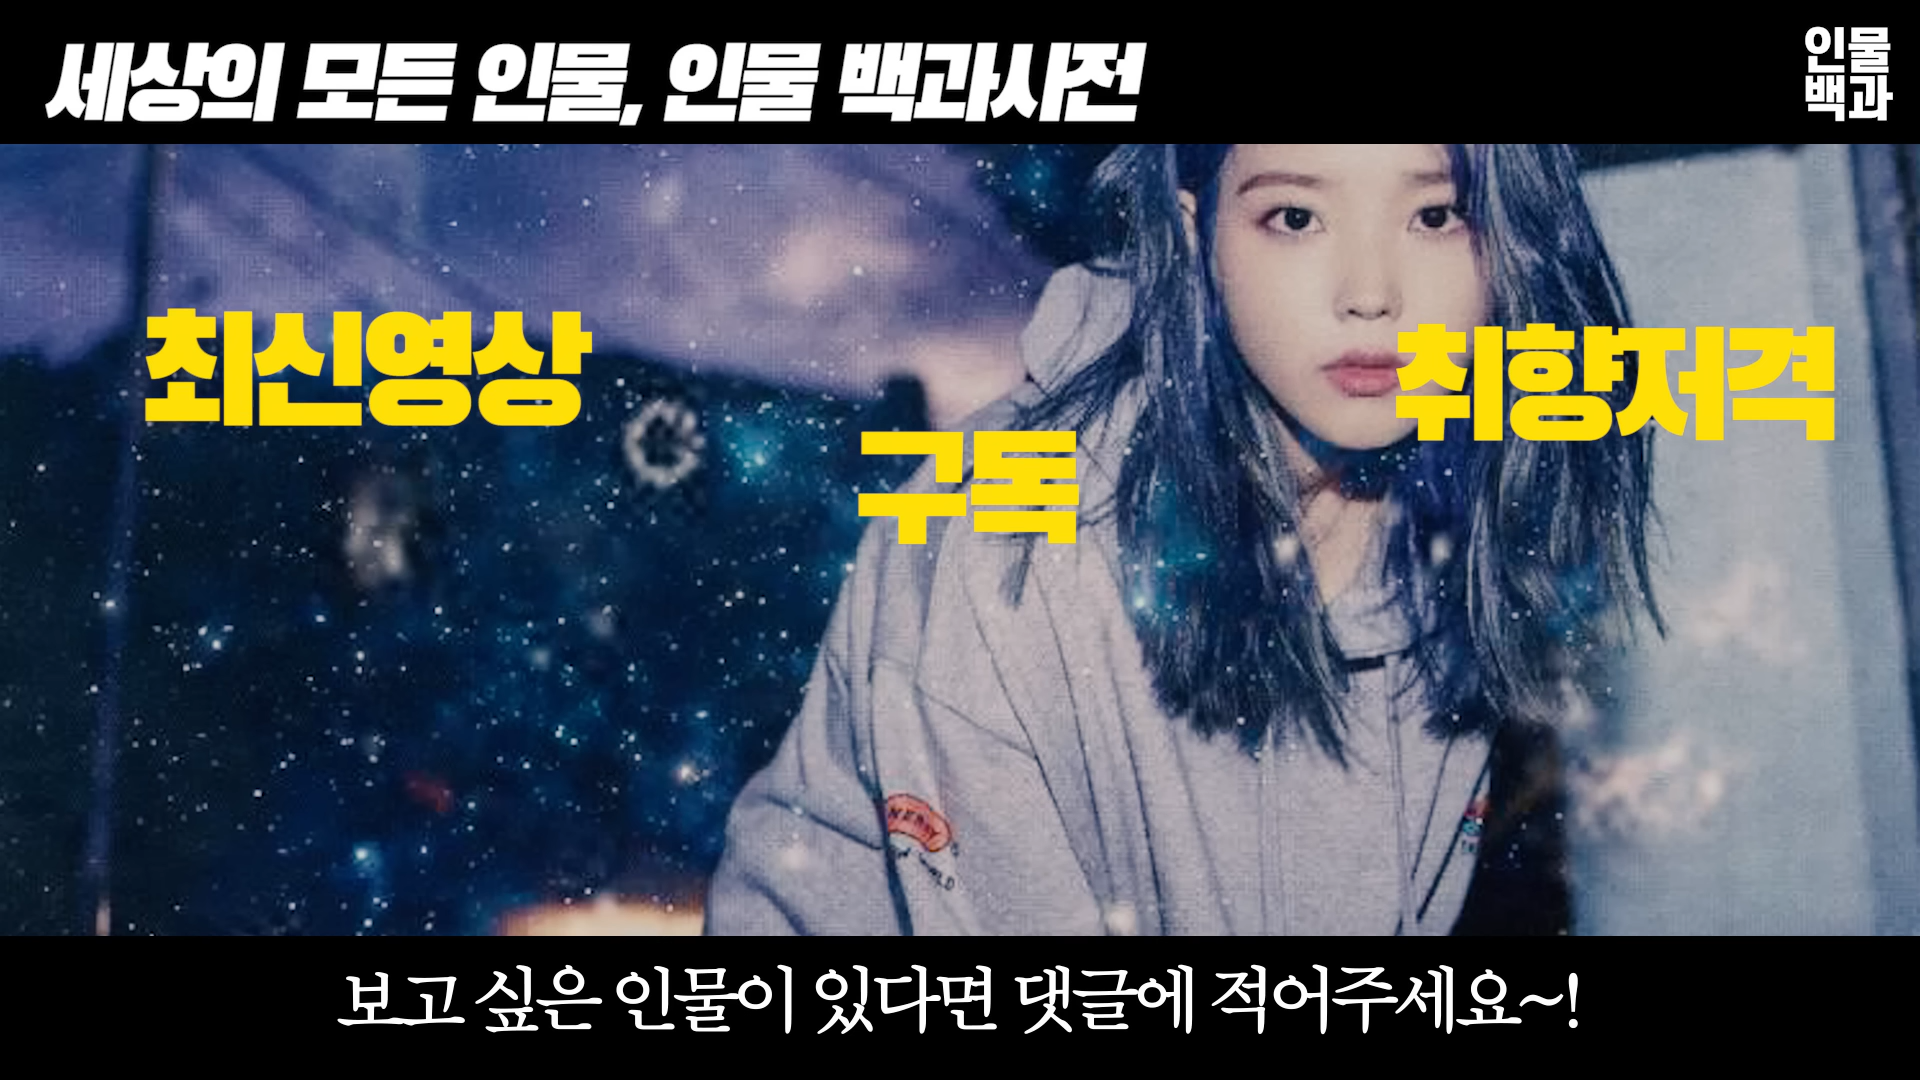 세상의 모든 인물, 인물 백과사전
인물
백과
최신영상
취향저격
구독
보고 싶은 인물이 있다면 댓글에 적어주세요~!